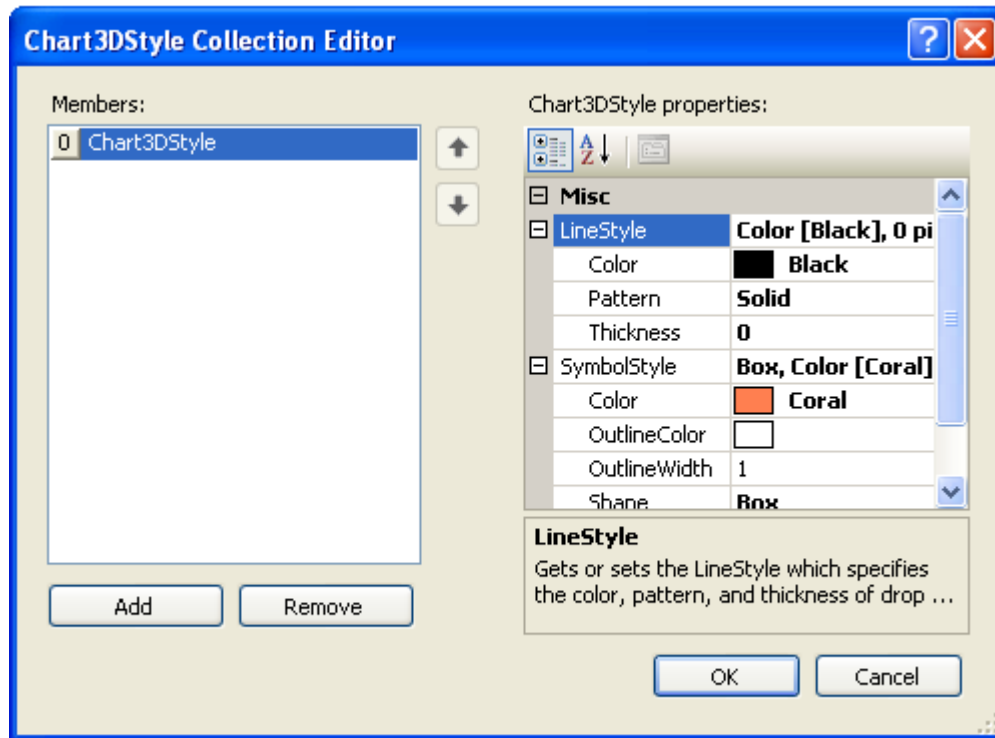 Chart3DStyle Collection Editor
Members:
0 Chart3DStyle
Add
Remove
Chart3DStyle properties:
Misc
LineStyle Color [Black], 0 pi
Color Black
Pattern Solid
Thickness 0
SymbolStyle Box, Color [Coral]
Color Coral
OutlineColor
OutlineWidth 1
Shape Box
LineStyle
Gets or sets the LineStyle which specifies
the color, pattern, and thickness of drop ...
OK
Cancel